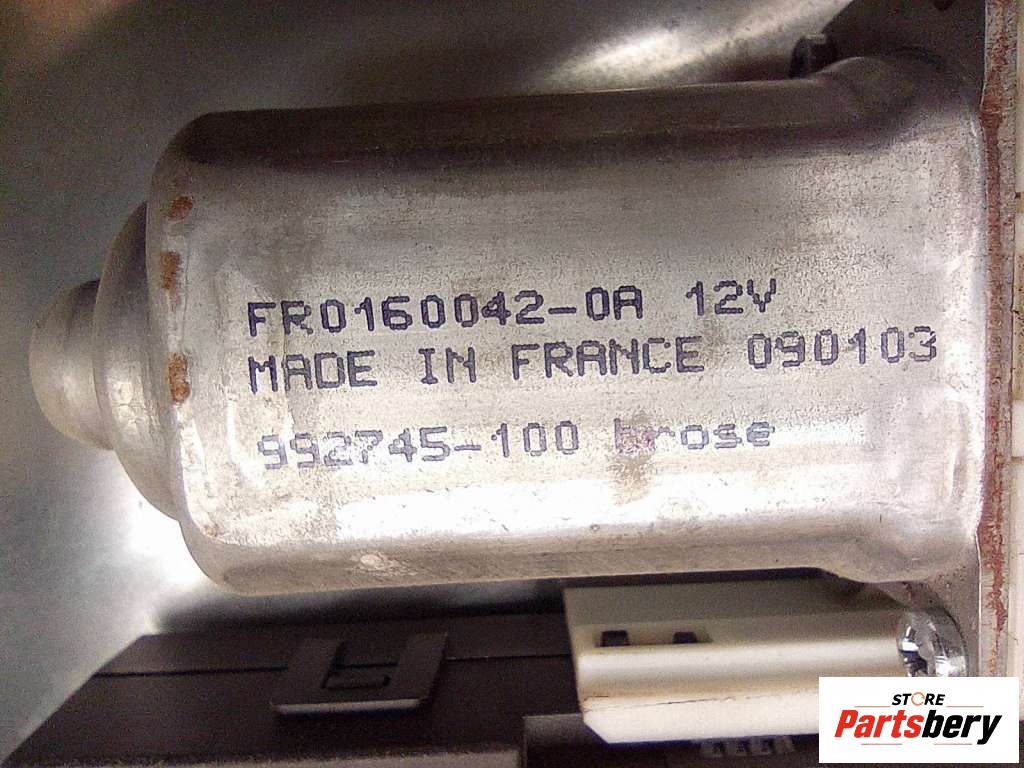 FR0160042-0A 12V
MADE IN FRANCE 090103
992745-100 brose
STORE
Partsbery